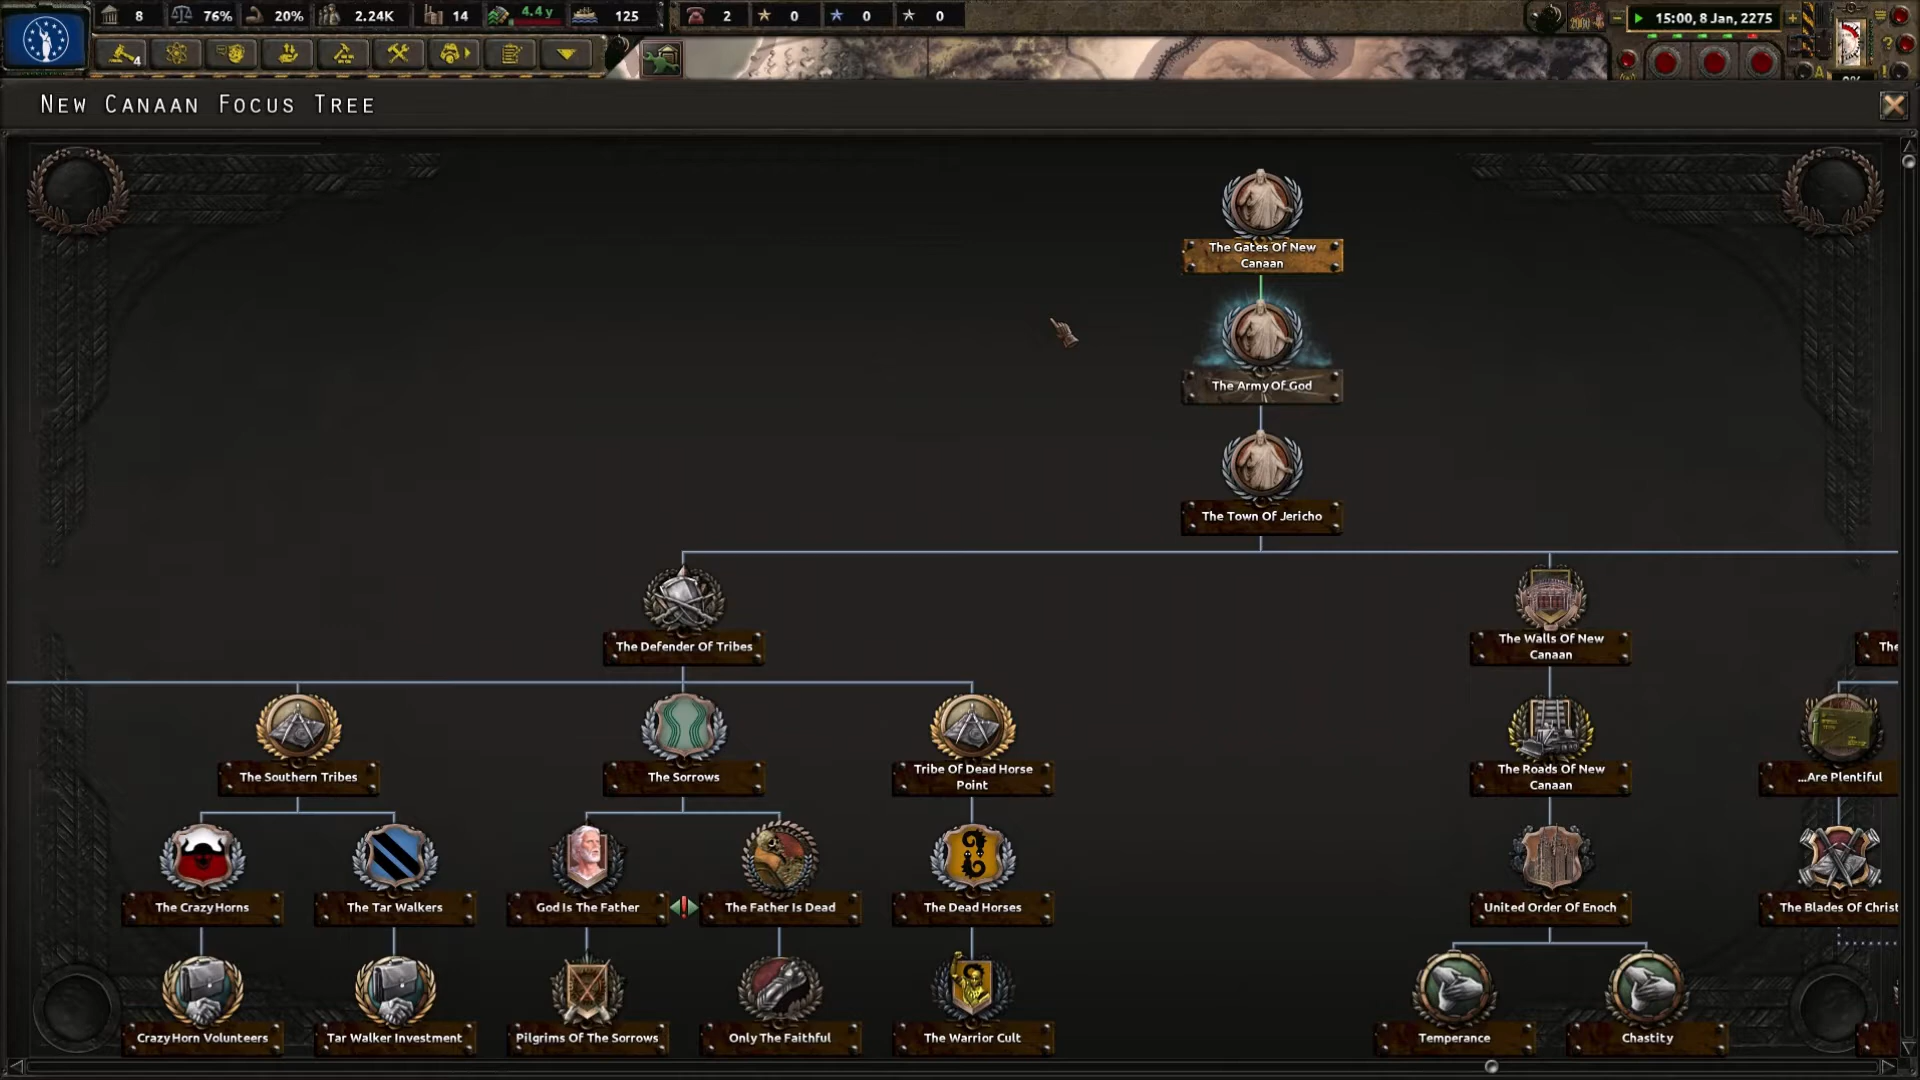 8 76% 20% 2.24K 14 4.4 y 125 2 0 0 0 15:00, 8 Jan, 2275
4
New Canaan Focus Tree
The Gates Of New
Canaan
The Army Of God
The Town Of Jericho
The Defender Of Tribes
The Walls Of New
Canaan
The
The Southern Tribes
The Sorrows
Tribe Of Dead Horse
Point
The Roads Of New
Canaan
...Are Plentiful
The Crazy Horns
The Tar Walkers
God Is The Father
The Father Is Dead
The Dead Horses
United Order Of Enoch
The Blades Of Christ
Crazy Horn Volunteers
Tar Walker Investment
Pilgrims Of The Sorrows
Only The Faithful
The Warrior Cult
Temperance
Chastity